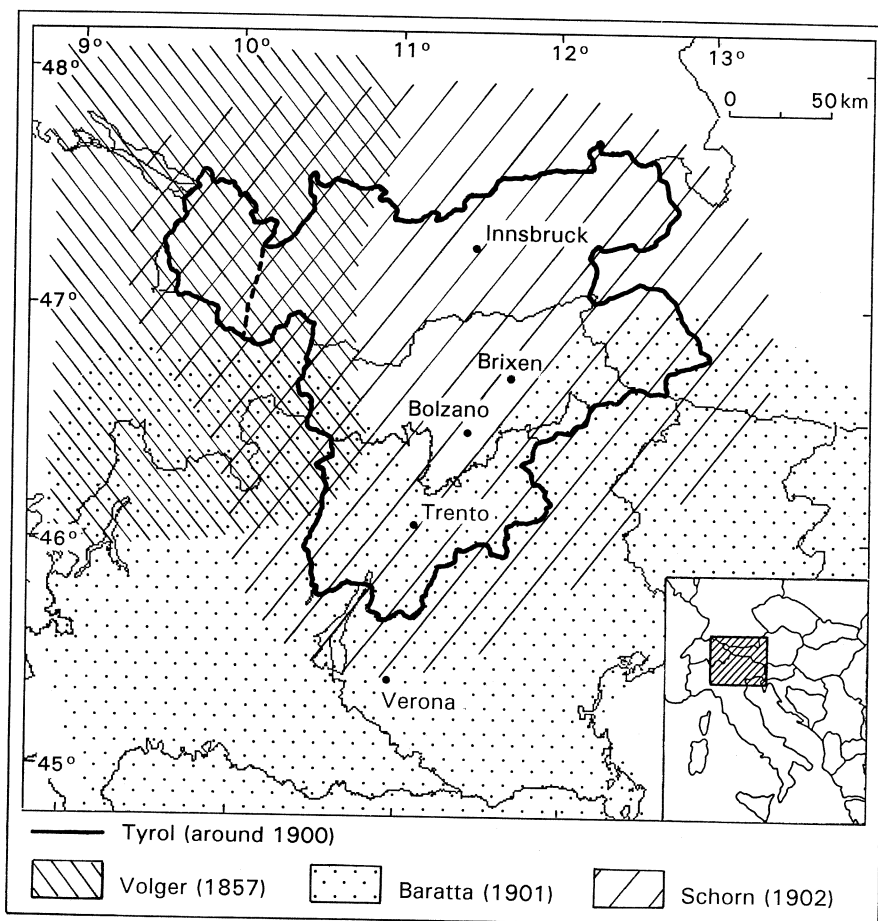 9° 10° 11° 12° 13°
48°
0 50 km
Innsbruck
47°
Brixen
Bolzano
Trento
46°
Verona
45°
Tyrol (around 1900)
Volger (1857) Baratta (1901) Schorn (1902)